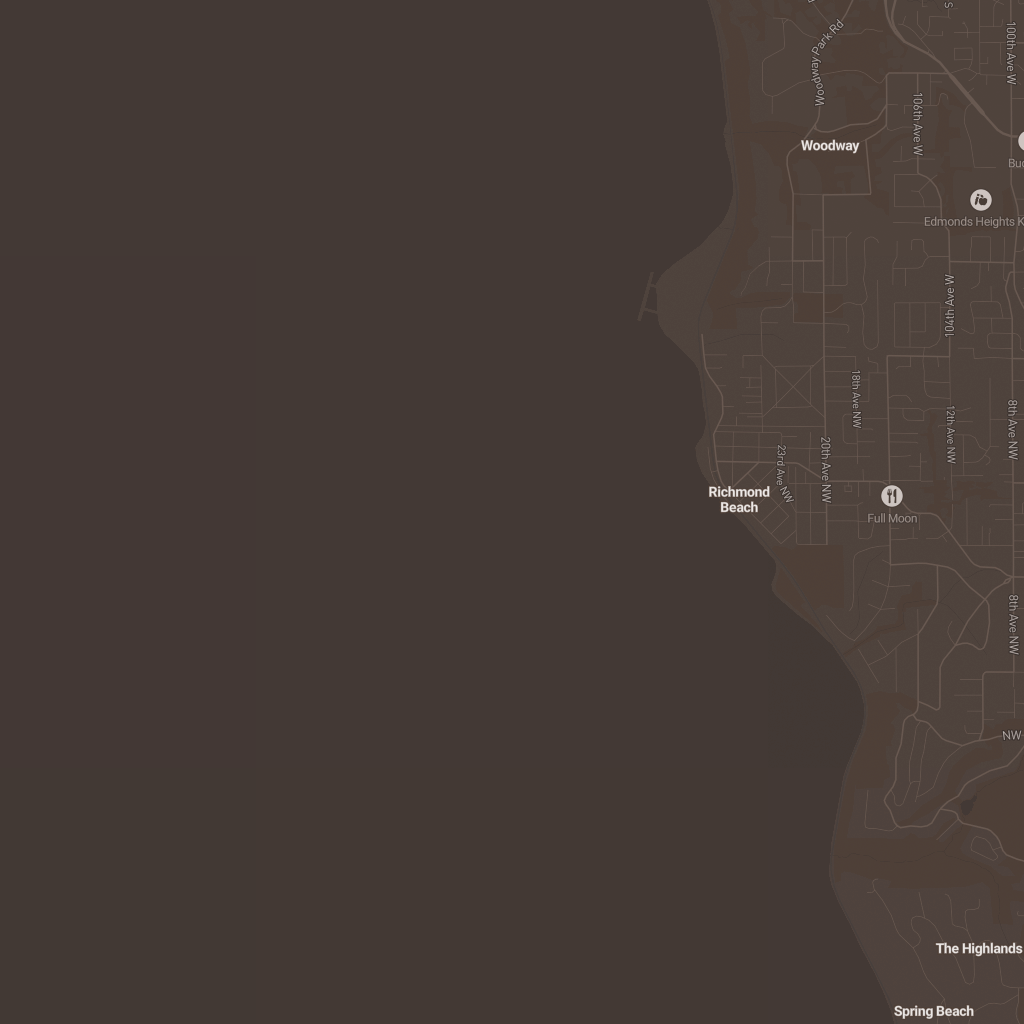 S
100th Ave W
Woodway Park Rd
106th Ave W
Woodway
Edmonds Heights K
104th Ave W
18th Ave NW
12th Ave NW
8th Ave NW
20th Ave NW
23rd Ave NW
Richmond
Beach
Full Moon
8th Ave NW
NW
The Highlands
Spring Beach